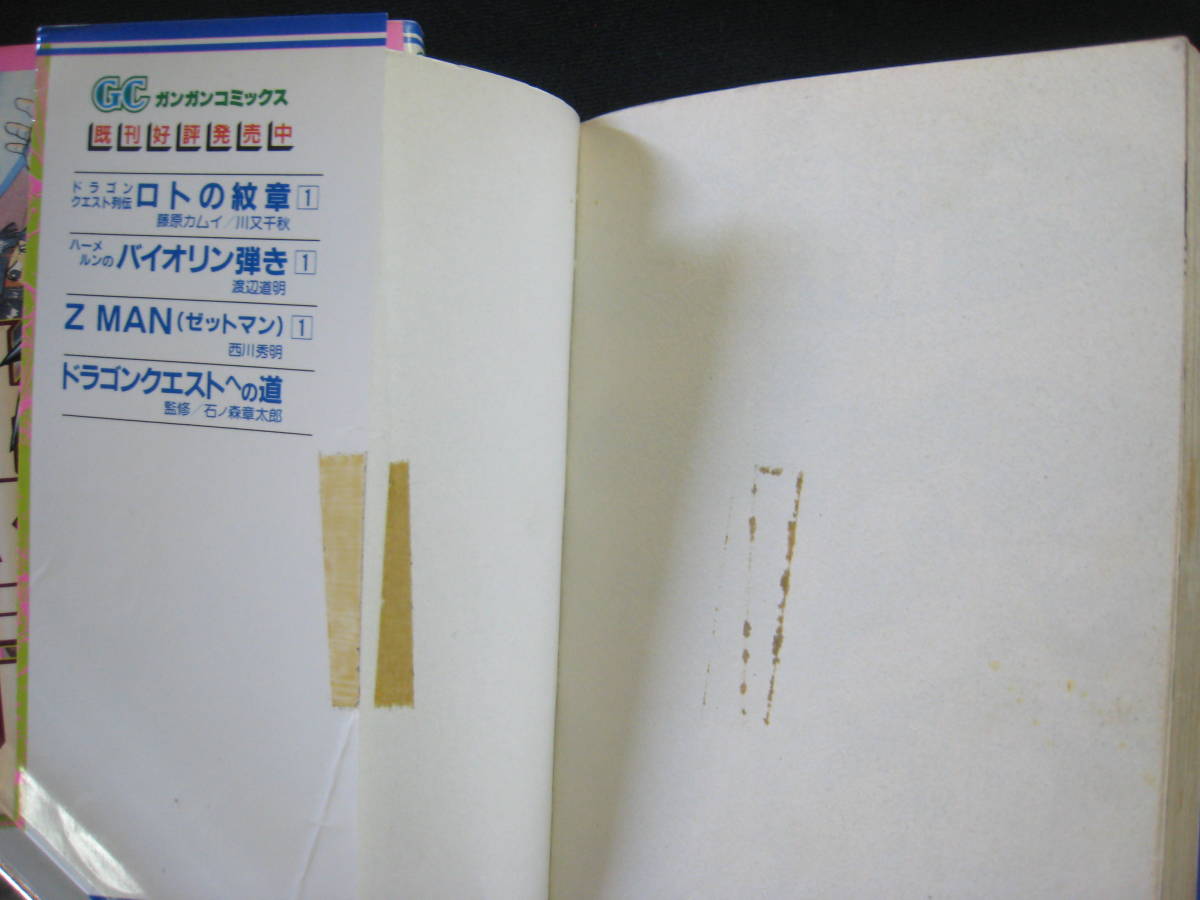 GC ガンガンコミックス
既刊好評発売中
ドラゴンクエスト列伝 ロトの紋章 1
藤原カムイ/川又千秋
ハーメルンのバイオリン弾き 1
渡辺道明
Z MAN(ゼットマン) 1
西川秀明
ドラゴンクエストへの道
監修/石ノ森章太郎